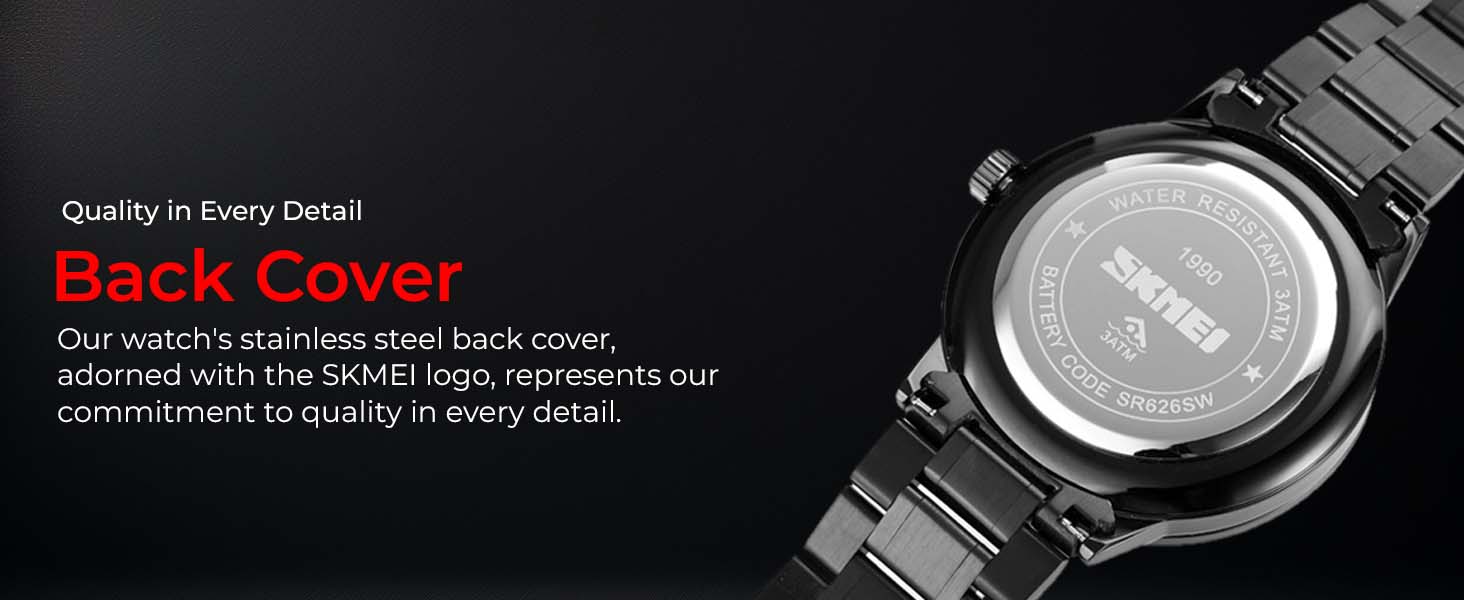 Quality in Every Detail
Back Cover
Our watch's stainless steel back cover,
adorned with the SKMEI logo, represents our
commitment to quality in every detail.
WATER RESISTANT 3ATM
1990
SKMEI
3ATM
BATTERY CODE SR626SW